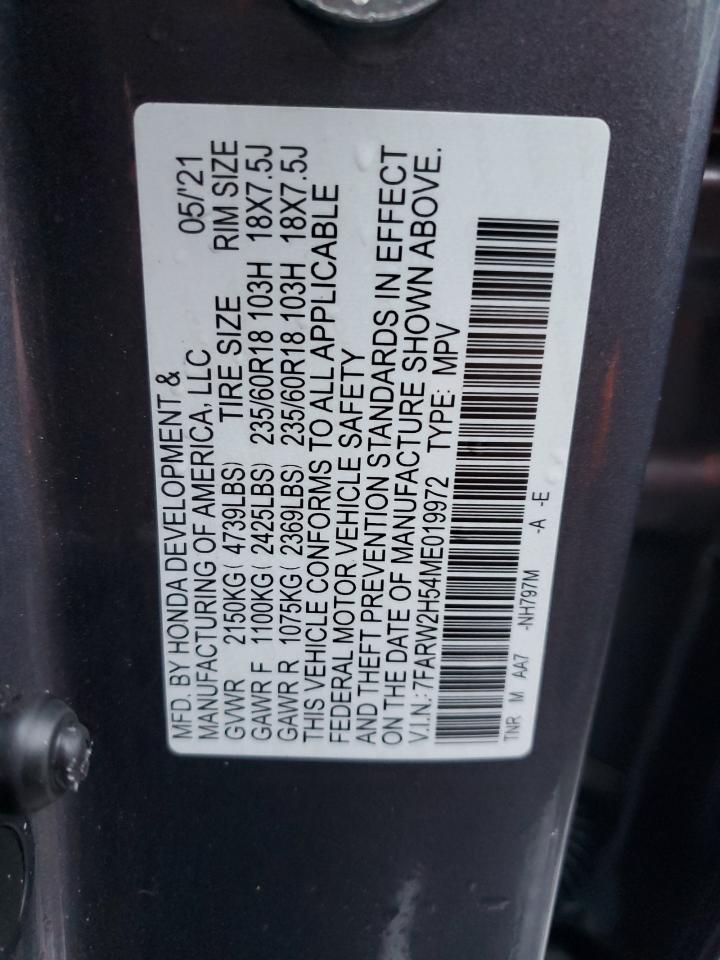 MFD. BY HONDA DEVELOPMENT &
MANUFACTURING OF AMERICA, LLC 05/'21
GVWR 2150KG( 4739LBS) TIRE SIZE RIM SIZE
GAWR F 1100KG( 2425LBS) 235/60R18 103H 18X7.5J
GAWR R 1075KG( 2369LBS) 235/60R18 103H 18X7.5J
THIS VEHICLE CONFORMS TO ALL APPLICABLE
FEDERAL MOTOR VEHICLE SAFETY
AND THEFT PREVENTION STANDARDS IN EFFECT
ON THE DATE OF MANUFACTURE SHOWN ABOVE.
V.I.N.: 7FARW2H54ME019972 TYPE: MPV
TNR M AA7 -NH797M -A -E